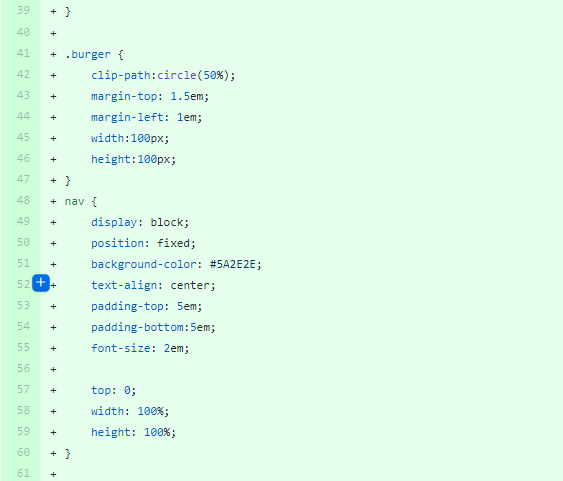 39 + }
40 +
41 + .burger {
42 +     clip-path:circle(50%);
43 +     margin-top: 1.5em;
44 +     margin-left: 1em;
45 +     width:100px;
46 +     height:100px;
47 + }
48 + nav {
49 +     display: block;
50 +     position: fixed;
51 +     background-color: #5A2E2E;
52 +     text-align: center;
53 +     padding-top: 5em;
54 +     padding-bottom:5em;
55 +     font-size: 2em;
56 +
57 +     top: 0;
58 +     width: 100%;
59 +     height: 100%;
60 + }
61 +